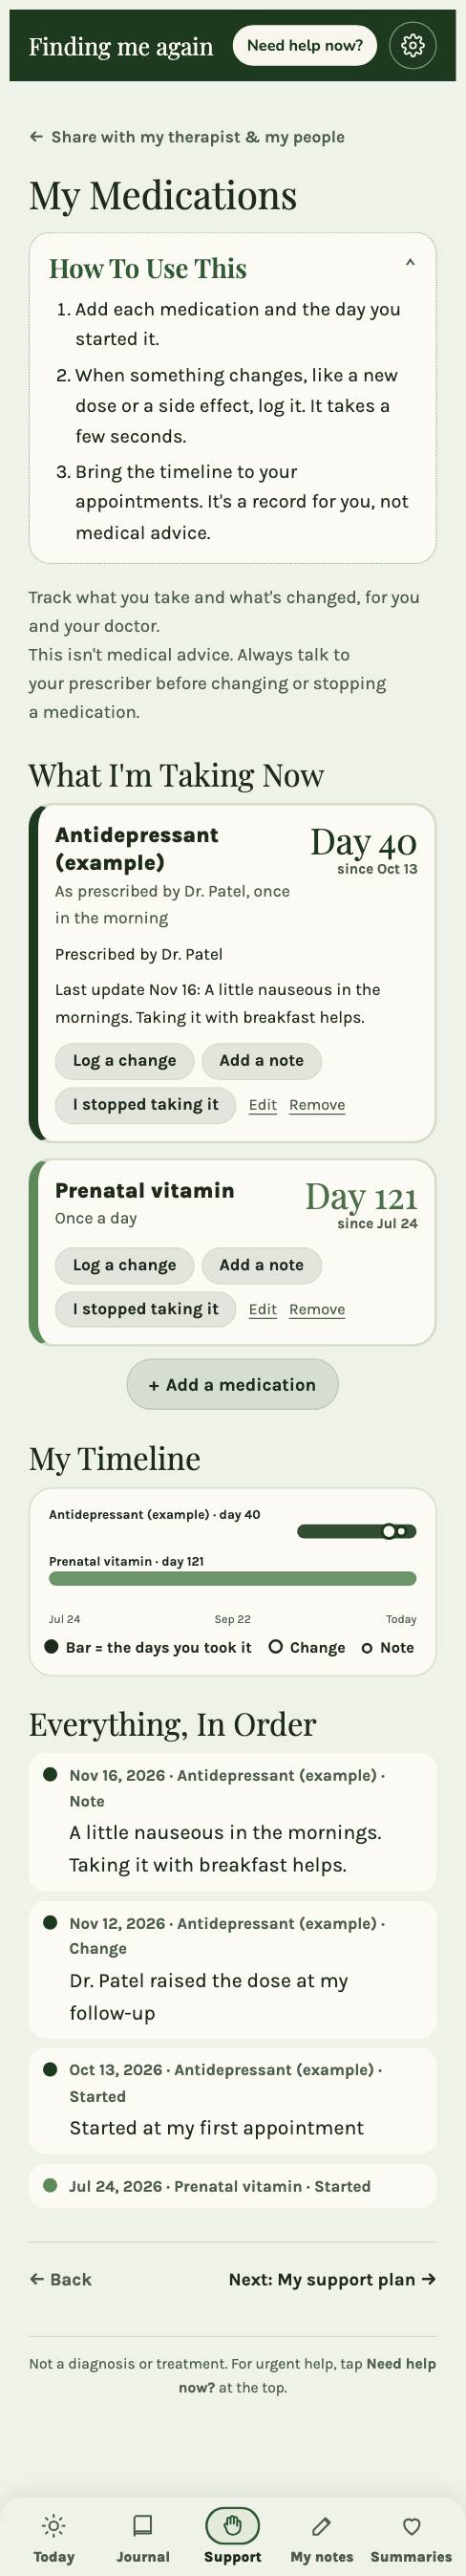 Finding me again
Need help now?
← Share with my therapist & my people
My Medications
How To Use This
^
1. Add each medication and the day you
started it.
2. When something changes, like a new
dose or a side effect, log it. It takes a
few seconds.
3. Bring the timeline to your
appointments. It's a record for you, not
medical advice.
Track what you take and what's changed, for you
and your doctor.
This isn't medical advice. Always talk to
your prescriber before changing or stopping
a medication.
What I'm Taking Now
Antidepressant
(example)
Day 40
since Oct 13
As prescribed by Dr. Patel, once
in the morning
Prescribed by Dr. Patel
Last update Nov 16: A little nauseous in the
mornings. Taking it with breakfast helps.
Log a change
Add a note
I stopped taking it
Edit
Remove
Prenatal vitamin
Day 121
Once a day
since Jul 24
Log a change
Add a note
I stopped taking it
Edit
Remove
+ Add a medication
My Timeline
Antidepressant (example) · day 40
Prenatal vitamin · day 121
Jul 24
Sep 22
Today
Bar = the days you took it
Change
Note
Everything, In Order
Nov 16, 2026 · Antidepressant (example) ·
Note
A little nauseous in the mornings.
Taking it with breakfast helps.
Nov 12, 2026 · Antidepressant (example) ·
Change
Dr. Patel raised the dose at my
follow-up
Oct 13, 2026 · Antidepressant (example) ·
Started
Started at my first appointment
Jul 24, 2026 · Prenatal vitamin · Started
← Back
Next: My support plan →
Not a diagnosis or treatment. For urgent help, tap Need help
now? at the top.
Today
Journal
Support
My notes
Summaries